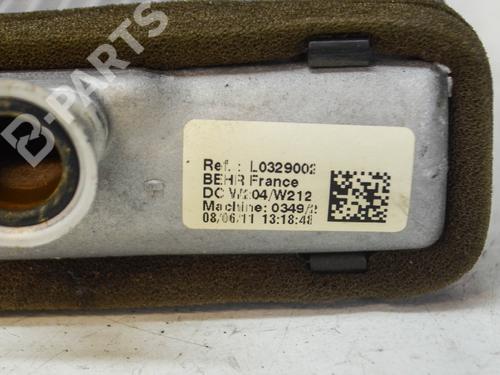 B-PARTS
Ref. : L0329002
BEHR France
DC W204/W212
Machine: 0349/2
08/06/11 13:18:48